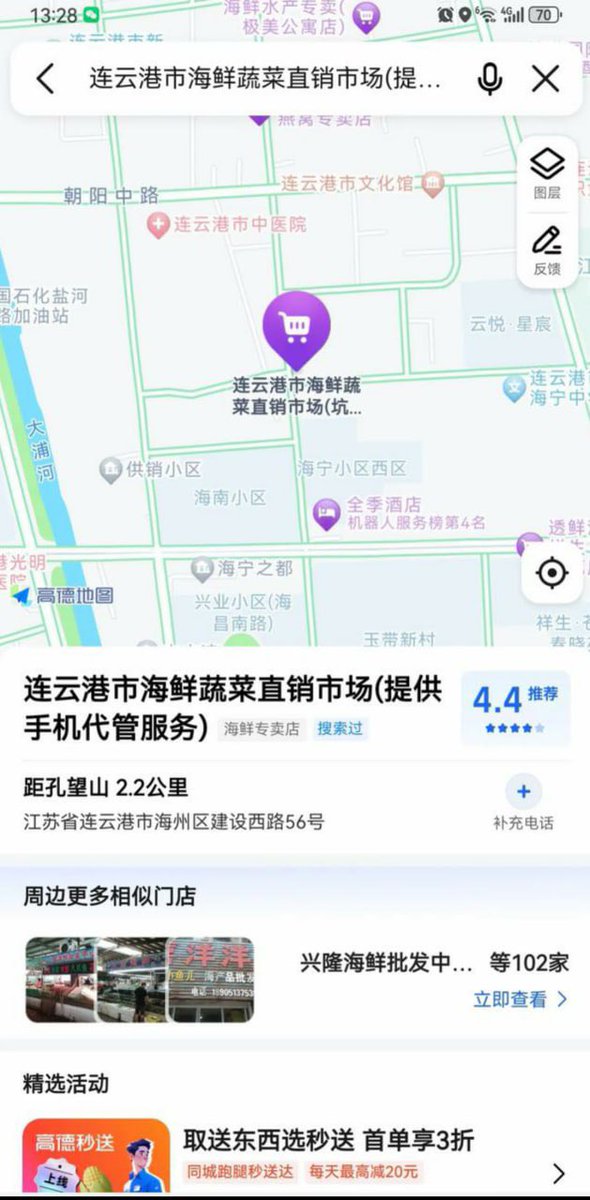 13:28
4G
70
海鲜水产专卖(
极美公寓店)
连云港市新
连云港市海鲜蔬菜直销市场(提...
燕窝专卖店
朝阳中路
连云港市文化馆
图层
连云港市中医院
反馈
国石化盐河
路加油站
云悦·星宸
连云港市海鲜蔬
菜直销市场(坑...
连云港
海宁中
大浦河
供销小区
海宁小区西区
海南小区
全季酒店
机器人服务榜第4名
透鲜
港光明
医院
海宁之都
高德地图
兴业小区(海
昌南路)
祥生·
玉带新村
春晓
连云港市海鲜蔬菜直销市场(提供
手机代管服务) 海鲜专卖店 搜索过
4.4 推荐
距孔望山 2.2公里
江苏省连云港市海州区建设西路56号
补充电话
周边更多相似门店
洋洋
海产品批发
兴隆海鲜批发中... 等102家
立即查看
精选活动
高德秒送
上线
取送东西选秒送 首单享3折
同城跑腿秒送达 每天最高减20元